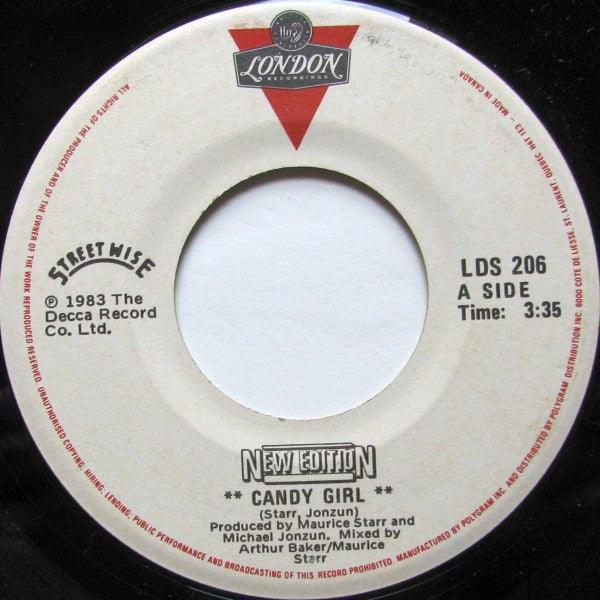 LONDON
RECORDINGS
STREET WISE
℗ 1983 The
Decca Record
Co. Ltd.
LDS 206
A SIDE
Time: 3:35
NEW EDITION
** CANDY GIRL **
(Starr, Jonzun)
Produced by Maurice Starr and
Michael Jonzun. Mixed by
Arthur Baker/Maurice
Starr
ALL RIGHTS OF THE PRODUCER AND OF THE OWNER OF THE WORK REPRODUCED RESERVED. UNAUTHORISED COPYING, HIRING, LENDING, PUBLIC PERFORMANCE AND BROADCASTING OF THIS RECORD PROHIBITED. MANUFACTURED BY POLYGRAM INC. AND DISTRIBUTED BY POLYGRAM DISTRIBUTION INC. 6000 COTE DE LIESSE, ST. LAURENT, QUEBEC, H4T 1E3 - MADE IN CANADA